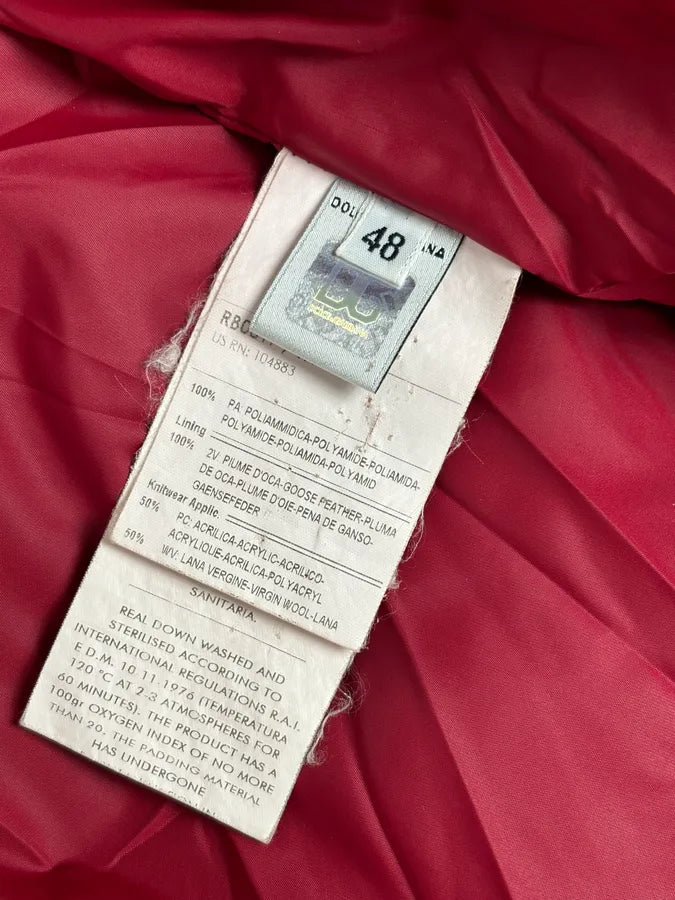 DOL
48
NA
US RN: 104883
100% PA: POLIAMMIDICA-POLYAMIDE-POLIAMIDA-
POLYAMIDE-POLIAMIDA-POLYAMID
Lining
100% 2V: PIUME D'OCA-GOOSE FEATHER-PLUMA
DE OCA-PLUME D'OIE-PENA DE GANSO-
GAENSEFEDER
Knitwear Applic.
50% PC: ACRILICA-ACRYLIC-ACRILICO-
ACRYLIQUE-ACRILICA-POLYACRYL
50% WV: LANA VERGINE-VIRGIN WOOL-LANA
SANITARIA.
REAL DOWN WASHED AND
STERILISED ACCORDING TO
INTERNATIONAL REGULATIONS R.A.I.
E D.M. 10.11.1976 (TEMPERATURA
120 °C AT 2-3 ATMOSPHERES FOR
60 MINUTES). THE PRODUCT HAS A
100gr OXYGEN INDEX OF NO MORE
THAN 20. THE PADDING MATERIAL
HAS UNDERGONE